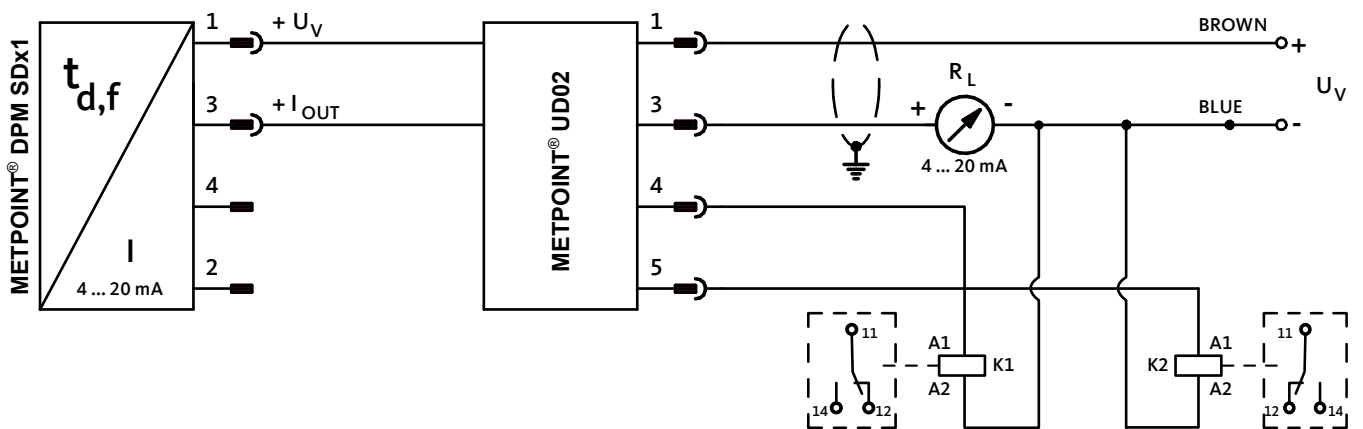 METPOINT® DPM SDx1
t d,f
I
4 ... 20 mA
1
+ U V
3
+ I OUT
4
2
METPOINT® UD02
1
BROWN
+
3
+
R L
-
4 ... 20 mA
BLUE
-
U V
4
5
11
14
12
A1
A2
K1
K2
A1
A2
11
12
14